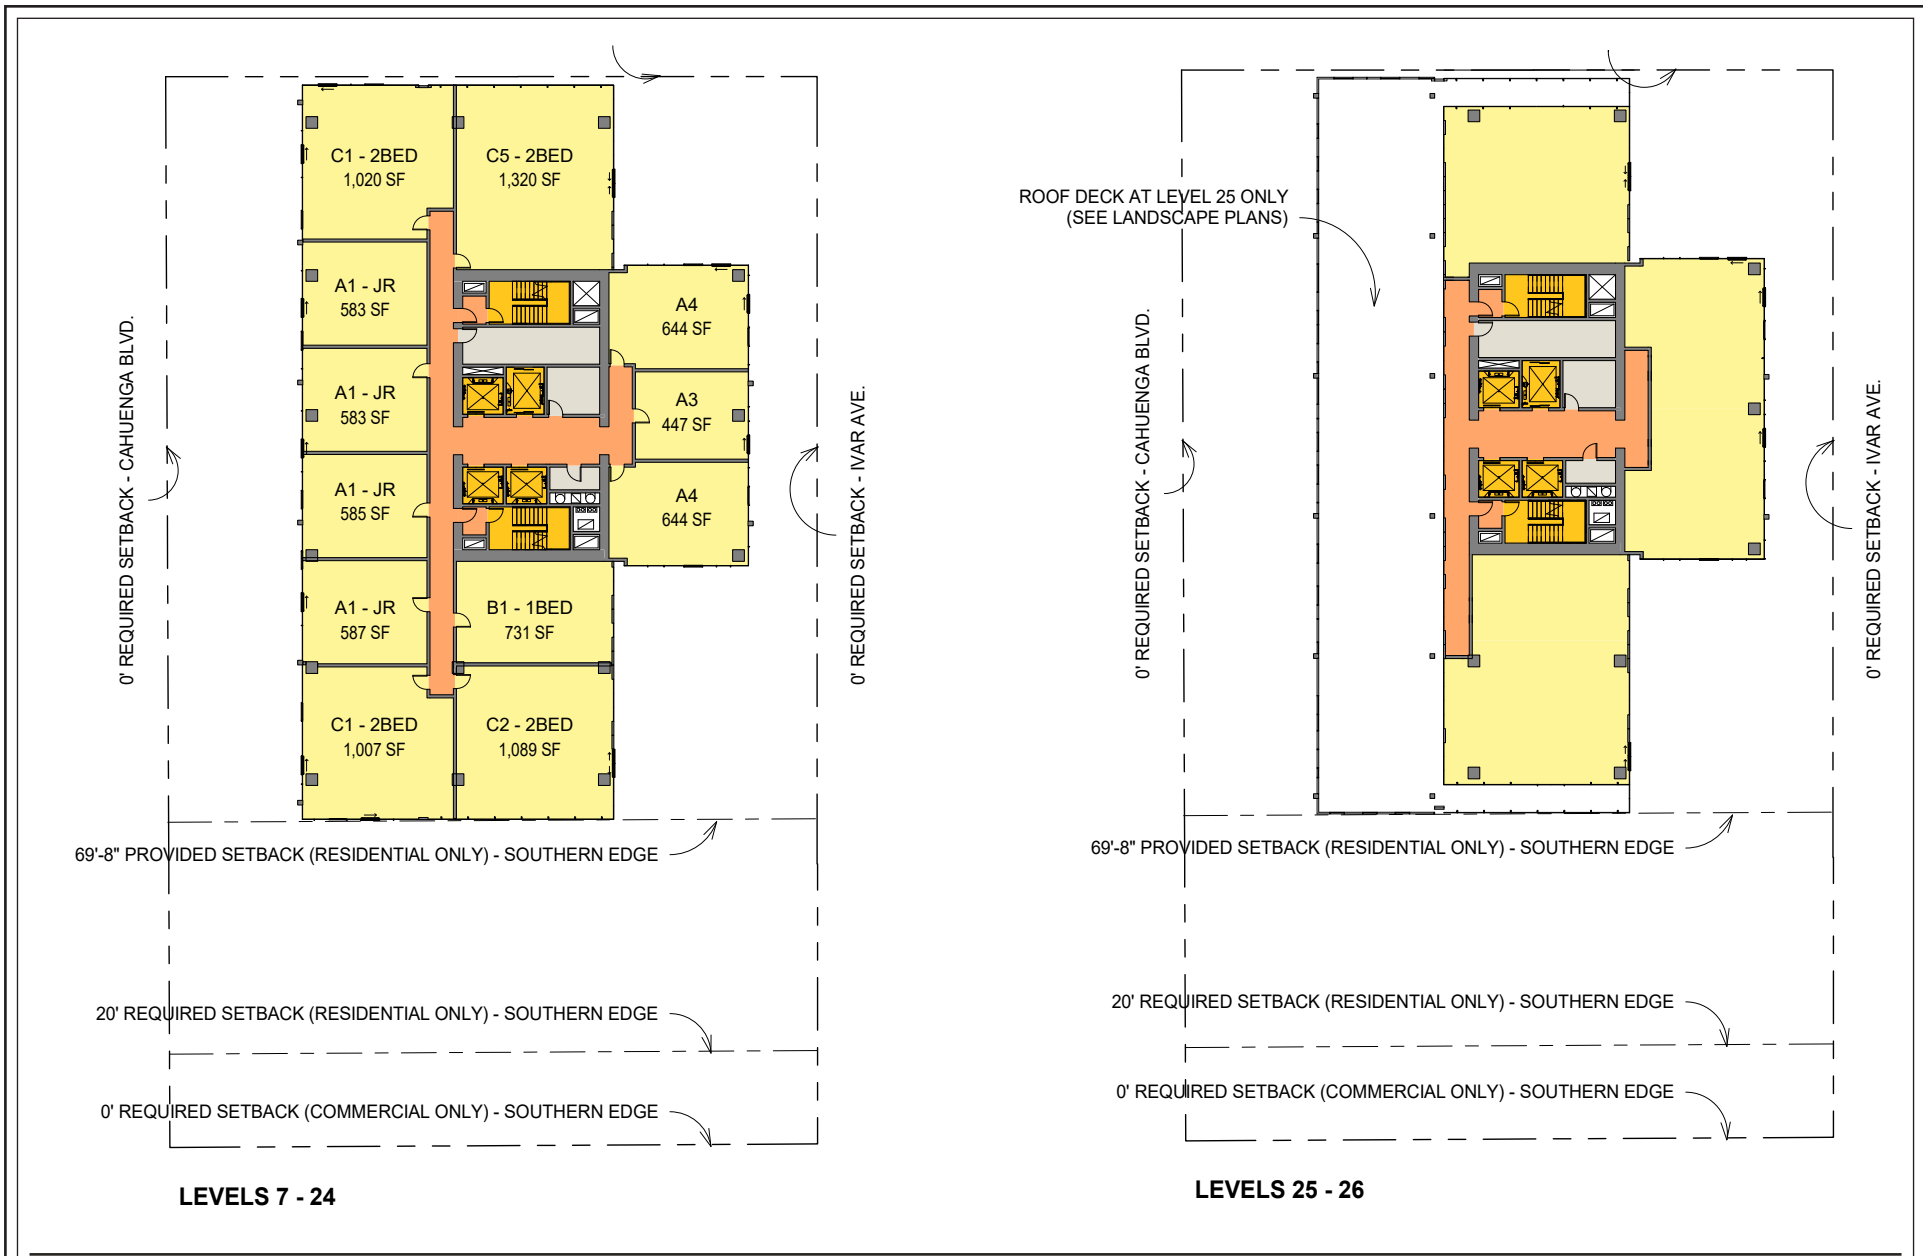 C1 - 2BED
1,020 SF
C5 - 2BED
1,320 SF
A1 - JR
583 SF
A4
644 SF
A1 - JR
583 SF
A3
447 SF
A1 - JR
585 SF
A4
644 SF
A1 - JR
587 SF
B1 - 1BED
731 SF
C1 - 2BED
1,007 SF
C2 - 2BED
1,089 SF
0' REQUIRED SETBACK - CAHUENGA BLVD.
0' REQUIRED SETBACK - IVAR AVE.
69'-8" PROVIDED SETBACK (RESIDENTIAL ONLY) - SOUTHERN EDGE
20' REQUIRED SETBACK (RESIDENTIAL ONLY) - SOUTHERN EDGE
0' REQUIRED SETBACK (COMMERCIAL ONLY) - SOUTHERN EDGE
LEVELS 7 - 24
ROOF DECK AT LEVEL 25 ONLY
(SEE LANDSCAPE PLANS)
0' REQUIRED SETBACK - CAHUENGA BLVD.
0' REQUIRED SETBACK - IVAR AVE.
69'-8" PROVIDED SETBACK (RESIDENTIAL ONLY) - SOUTHERN EDGE
20' REQUIRED SETBACK (RESIDENTIAL ONLY) - SOUTHERN EDGE
0' REQUIRED SETBACK (COMMERCIAL ONLY) - SOUTHERN EDGE
LEVELS 25 - 26